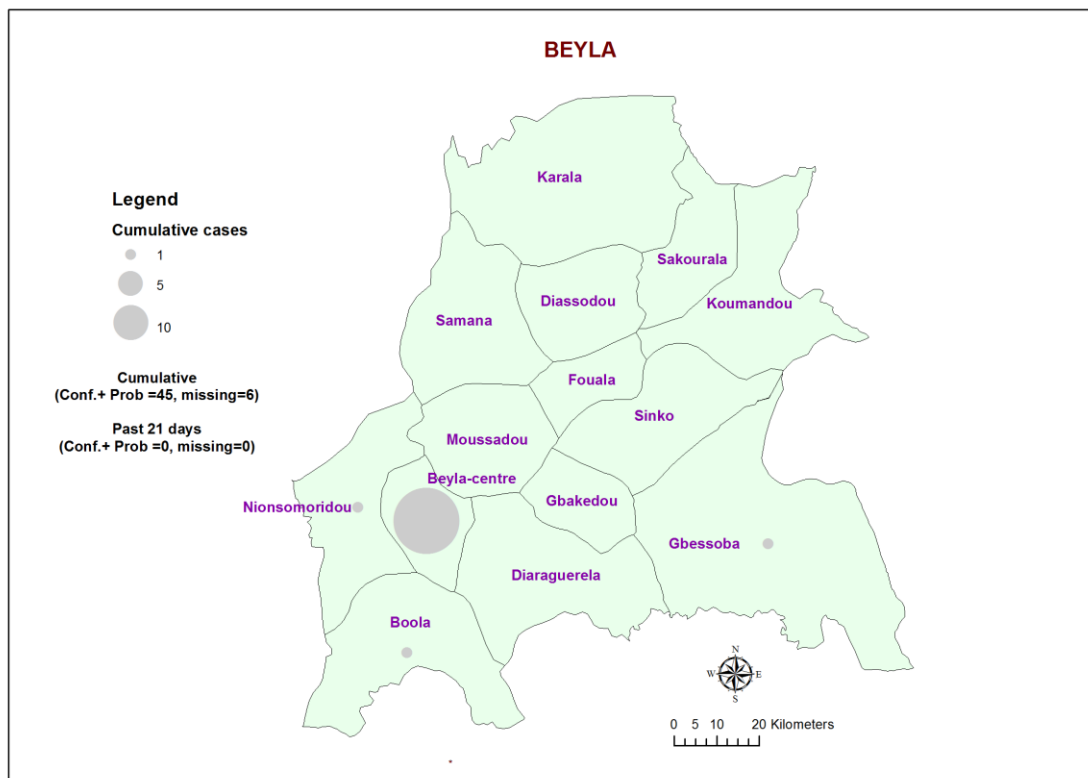 BEYLA
Karala
Legend
Cumulative cases
1
5
10
Sakourala
Diassodou
Koumandou
Samana
Cumulative
(Conf.+ Prob =45, missing=6)
Fouala
Sinko
Past 21 days
(Conf.+ Prob =0, missing=0)
Moussadou
Beyla-centre
Nionsomoridou
Gbakedou
Gbessoba
Diaraguerela
Boola
N
W E
S
0 5 10 20 Kilometers